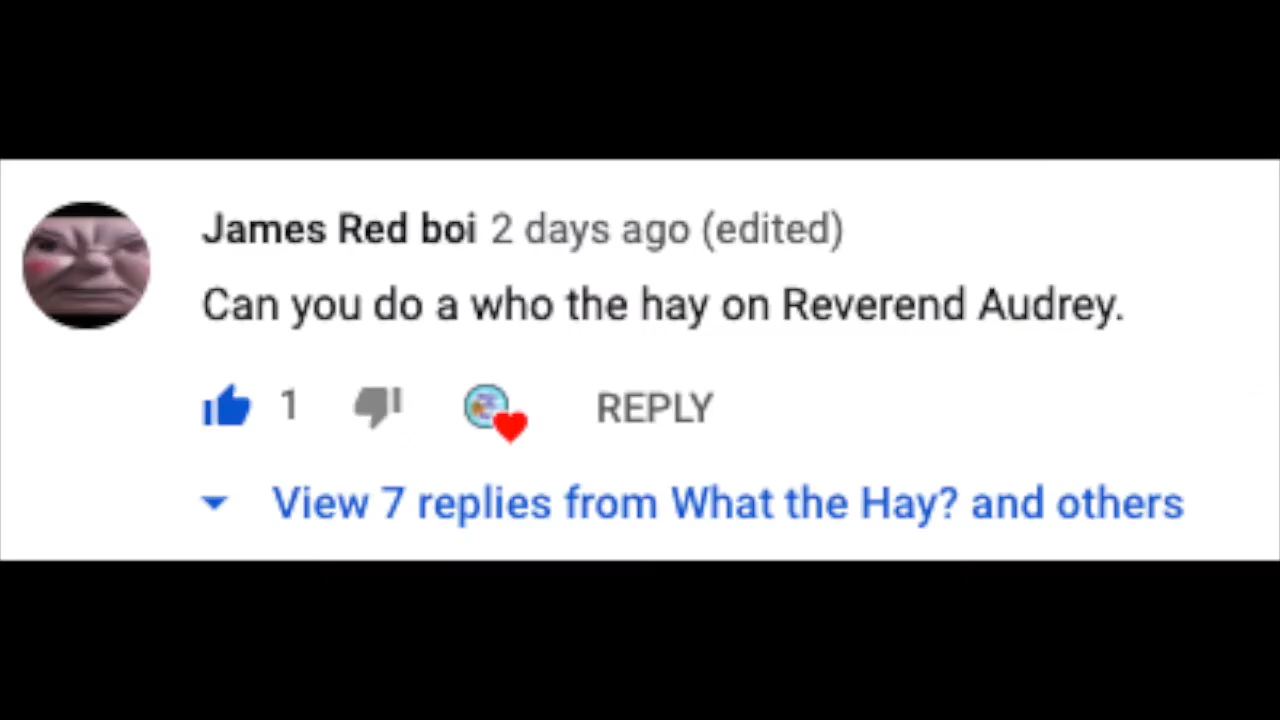 James Red boi 2 days ago (edited)
Can you do a who the hay on Reverend Audrey.
1 REPLY
View 7 replies from What the Hay? and others